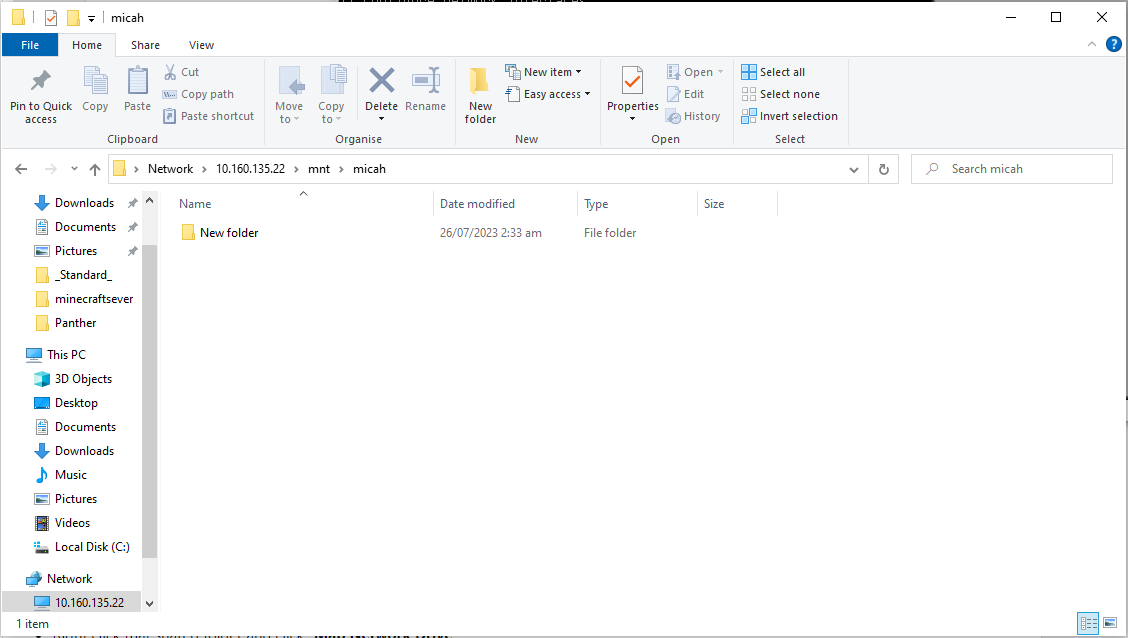 micah
File Home Share View
Pin to Quick access
Copy
Paste
Cut
Copy path
Paste shortcut
Clipboard
Move to
Copy to
Delete
Rename
Organise
New folder
New item
Easy access
New
Properties
Open
Edit
History
Open
Select all
Select none
Invert selection
Select
Network 10.160.135.22 mnt micah
Search micah
Downloads
Documents
Pictures
_Standard_
minecraftsever
Panther
This PC
3D Objects
Desktop
Documents
Downloads
Music
Pictures
Videos
Local Disk (C:)
Network
10.160.135.22
Name Date modified Type Size
New folder 26/07/2023 2:33 am File folder
1 item